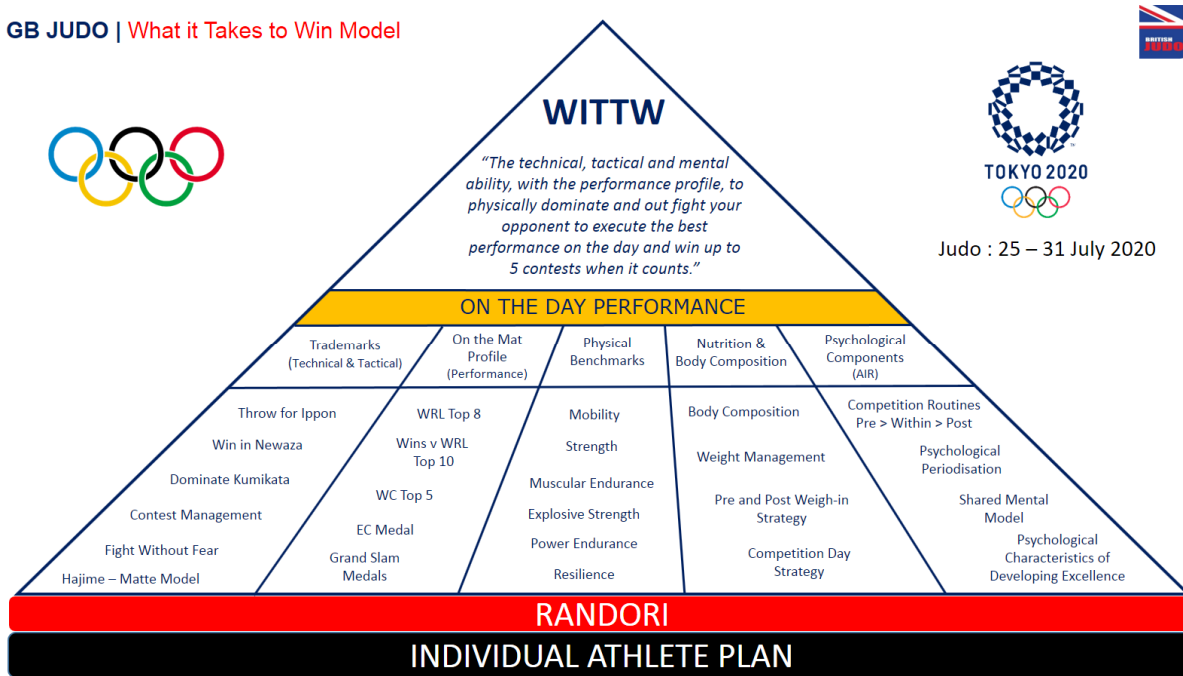 GB JUDO | What it Takes to Win Model
BRITISH
JUDO
WITTW
“The technical, tactical and mental
ability, with the performance profile, to
physically dominate and out fight your
opponent to execute the best
performance on the day and win up to
5 contests when it counts.”
TOKYO 2020
Judo : 25 – 31 July 2020
ON THE DAY PERFORMANCE
Trademarks
(Technical & Tactical)
On the Mat
Profile
(Performance)
Physical
Benchmarks
Nutrition &
Body Composition
Psychological
Components
(AIR)
Throw for Ippon
Win in Newaza
Dominate Kumikata
Contest Management
Fight Without Fear
Hajime – Matte Model
WRL Top 8
Wins v WRL
Top 10
WC Top 5
EC Medal
Grand Slam
Medals
Mobility
Strength
Muscular Endurance
Explosive Strength
Power Endurance
Resilience
Body Composition
Weight Management
Pre and Post Weigh-in
Strategy
Competition Day
Strategy
Competition Routines
Pre > Within > Post
Psychological
Periodisation
Shared Mental
Model
Psychological
Characteristics of
Developing Excellence
RANDORI
INDIVIDUAL ATHLETE PLAN